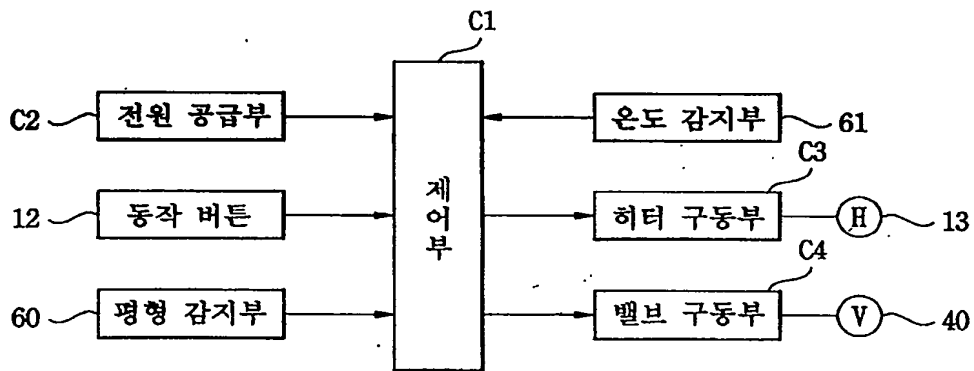 C1
C2
전원 공급부
온도 감지부
61
C3
12
동작 버튼
제어부
히터 구동부
H
13
C4
60
평형 감지부
밸브 구동부
V
40